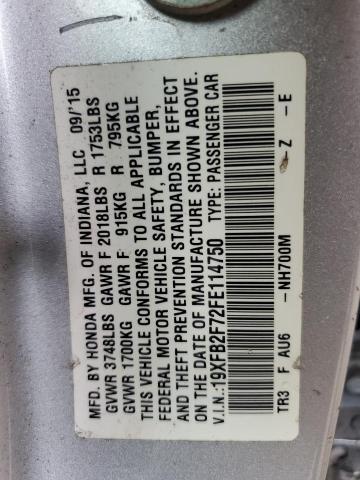 MFD. BY HONDA OF INDIANA, LLC 09/'15
GVWR 3748LBS GAWR F 2018LBS R 1753LBS
GVWR 1700KG GAWR F 915KG R 795KG
THIS VEHICLE CONFORMS TO ALL APPLICABLE
FEDERAL MOTOR VEHICLE SAFETY, BUMPER,
AND THEFT PREVENTION STANDARDS IN EFFECT
ON THE DATE OF MANUFACTURE SHOWN ABOVE.
V.I.N.:19XFB2F72FE114750 TYPE: PASSENGER CAR
TR3 F AU6 -NH700M Z - E